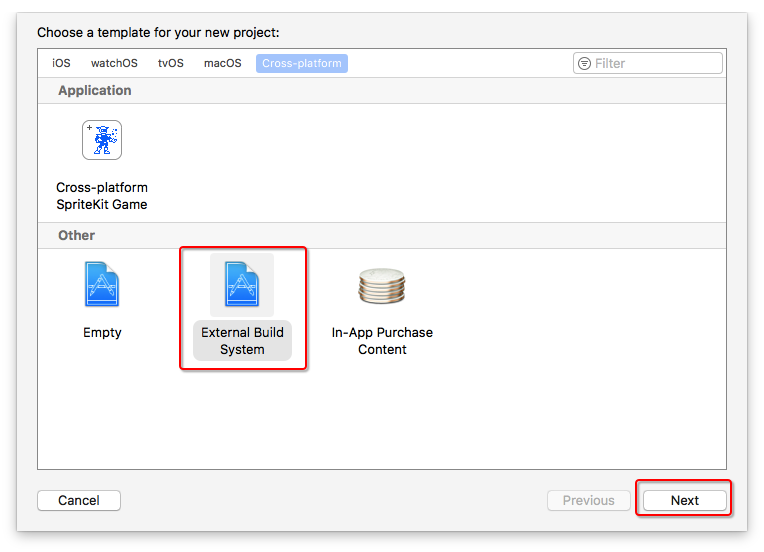 Choose a template for your new project:
iOS watchOS tvOS macOS Cross-platform Filter
Application
Cross-platform
SpriteKit Game
Other
Empty
External Build
System
In-App Purchase
Content
Cancel Previous Next